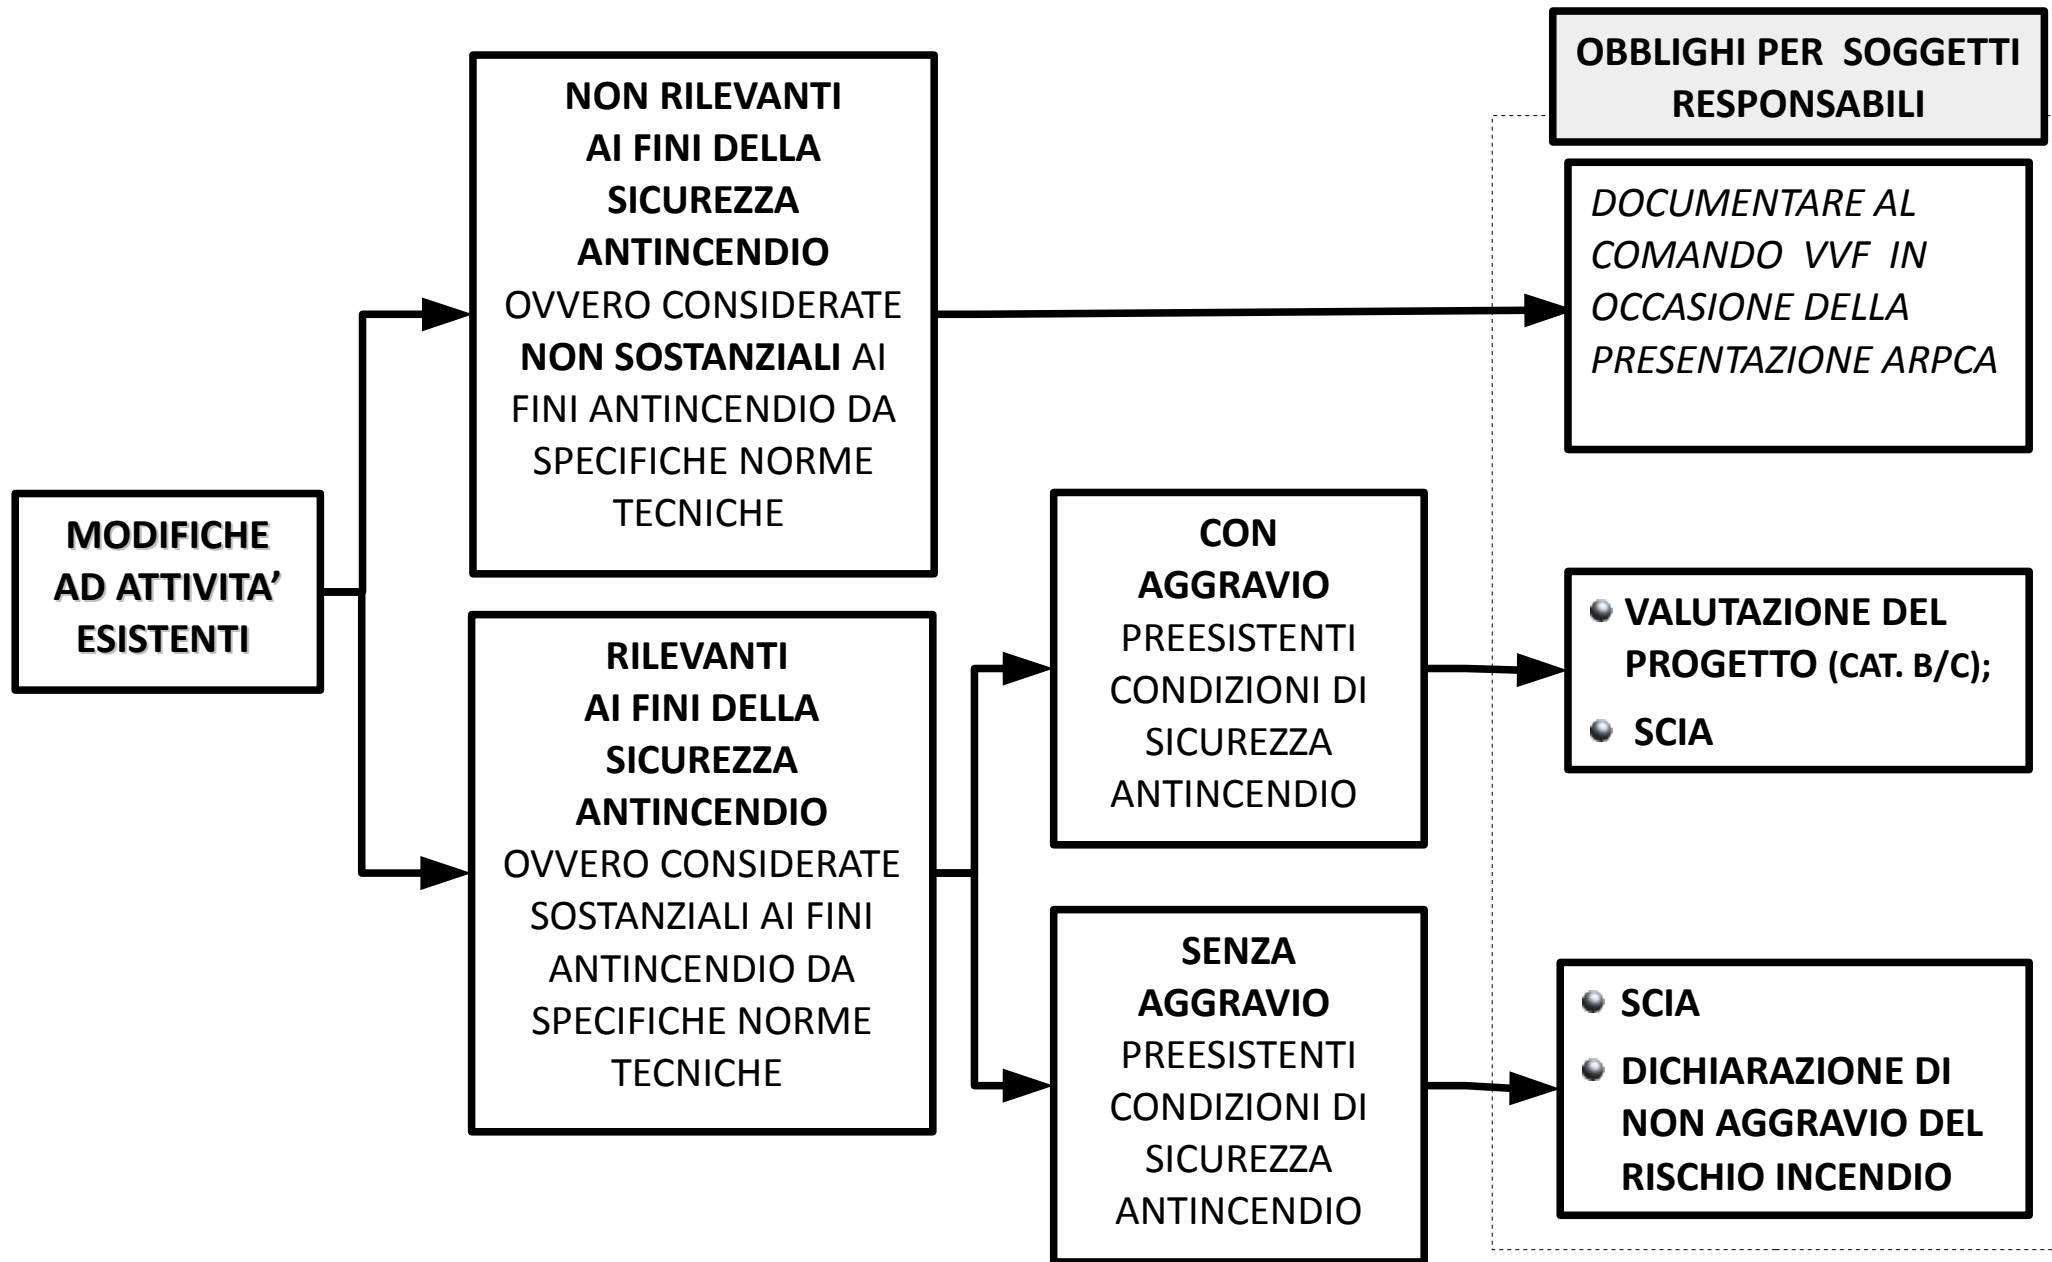 OBBLIGHI PER SOGGETTI
RESPONSABILI
NON RILEVANTI
AI FINI DELLA
SICUREZZA
ANTINCENDIO
OVVERO CONSIDERATE
NON SOSTANZIALI AI
FINI ANTINCENDIO DA
SPECIFICHE NORME
TECNICHE
DOCUMENTARE AL
COMANDO VVF IN
OCCASIONE DELLA
PRESENTAZIONE ARPCA
MODIFICHE
AD ATTIVITA’
ESISTENTI
RILEVANTI
AI FINI DELLA
SICUREZZA
ANTINCENDIO
OVVERO CONSIDERATE
SOSTANZIALI AI FINI
ANTINCENDIO DA
SPECIFICHE NORME
TECNICHE
CON
AGGRAVIO
PREESISTENTI
CONDIZIONI DI
SICUREZZA
ANTINCENDIO
VALUTAZIONE DEL
PROGETTO (CAT. B/C);
SCIA
SENZA
AGGRAVIO
PREESISTENTI
CONDIZIONI DI
SICUREZZA
ANTINCENDIO
SCIA
DICHIARAZIONE DI
NON AGGRAVIO DEL
RISCHIO INCENDIO